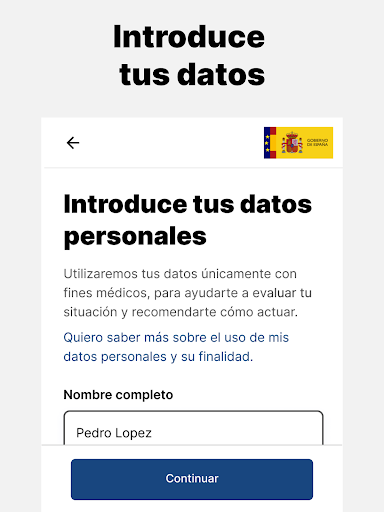 Introduce
tus datos
GOBIERNO
DE ESPAÑA
Introduce tus datos
personales
Utilizaremos tus datos únicamente con
fines médicos, para ayudarte a evaluar tu
situación y recomendarte cómo actuar.
Quiero saber más sobre el uso de mis
datos personales y su finalidad.
Nombre completo
Pedro Lopez
Continuar